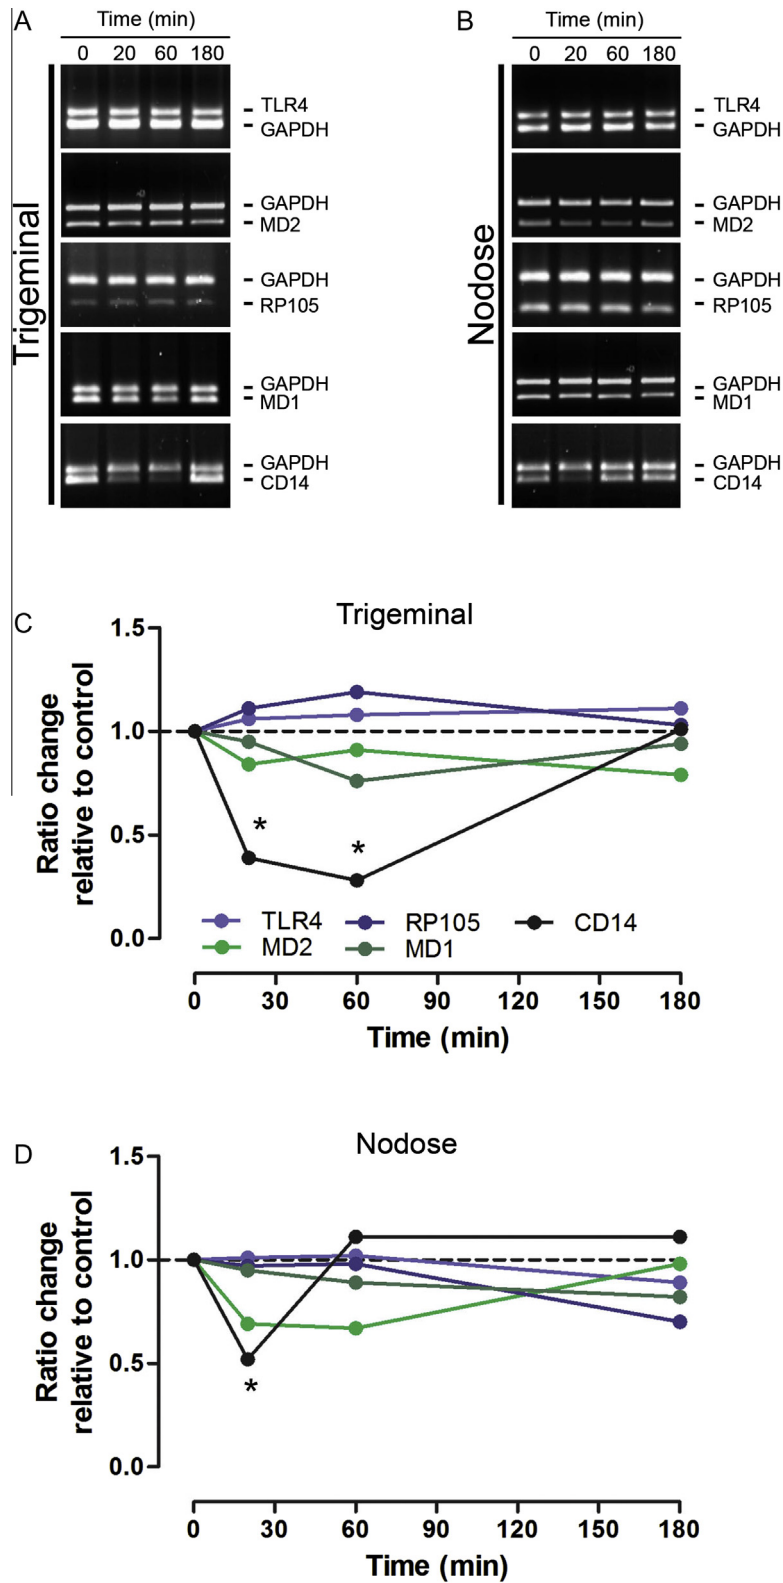 A
Time (min)
0 20 60 180
Trigeminal
TLR4
GAPDH
GAPDH
MD2
GAPDH
RP105
GAPDH
MD1
GAPDH
CD14
B
Time (min)
0 20 60 180
Nodose
TLR4
GAPDH
GAPDH
MD2
GAPDH
RP105
GAPDH
MD1
GAPDH
CD14
C
Trigeminal
Ratio change
relative to control
1.5
1.0
0.5
0.0
* *
TLR4 RP105 CD14
MD2 MD1
0 30 60 90 120 150 180
Time (min)
D
Nodose
Ratio change
relative to control
1.5
1.0
0.5
0.0
*
0 30 60 90 120 150 180
Time (min)